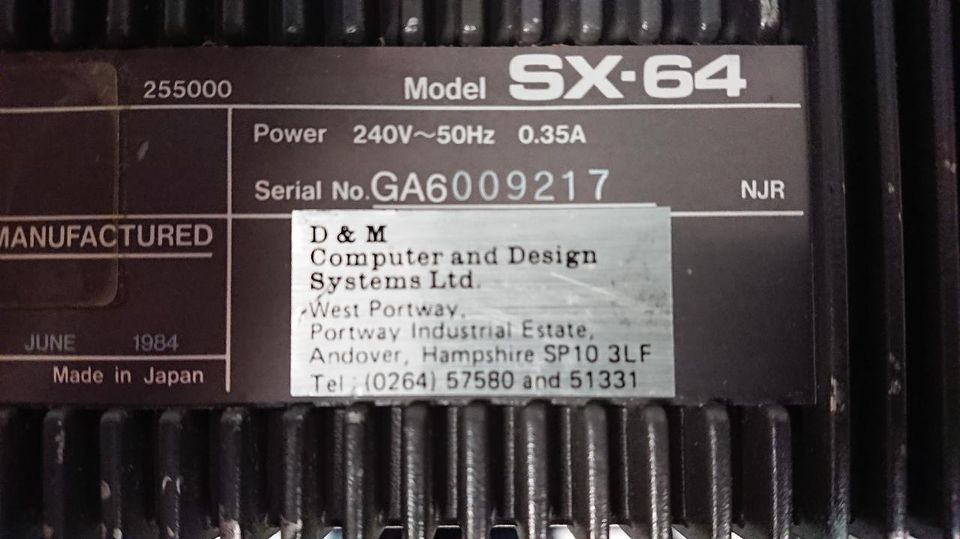 255000
Model SX-64
Power 240V~50Hz 0.35A
Serial No. GA6009217 NJR
MANUFACTURED
JUNE 1984
Made in Japan
D & M
Computer and Design
Systems Ltd.
West Portway,
Portway Industrial Estate,
Andover, Hampshire SP10 3LF
Tel : (0264) 57580 and 51331